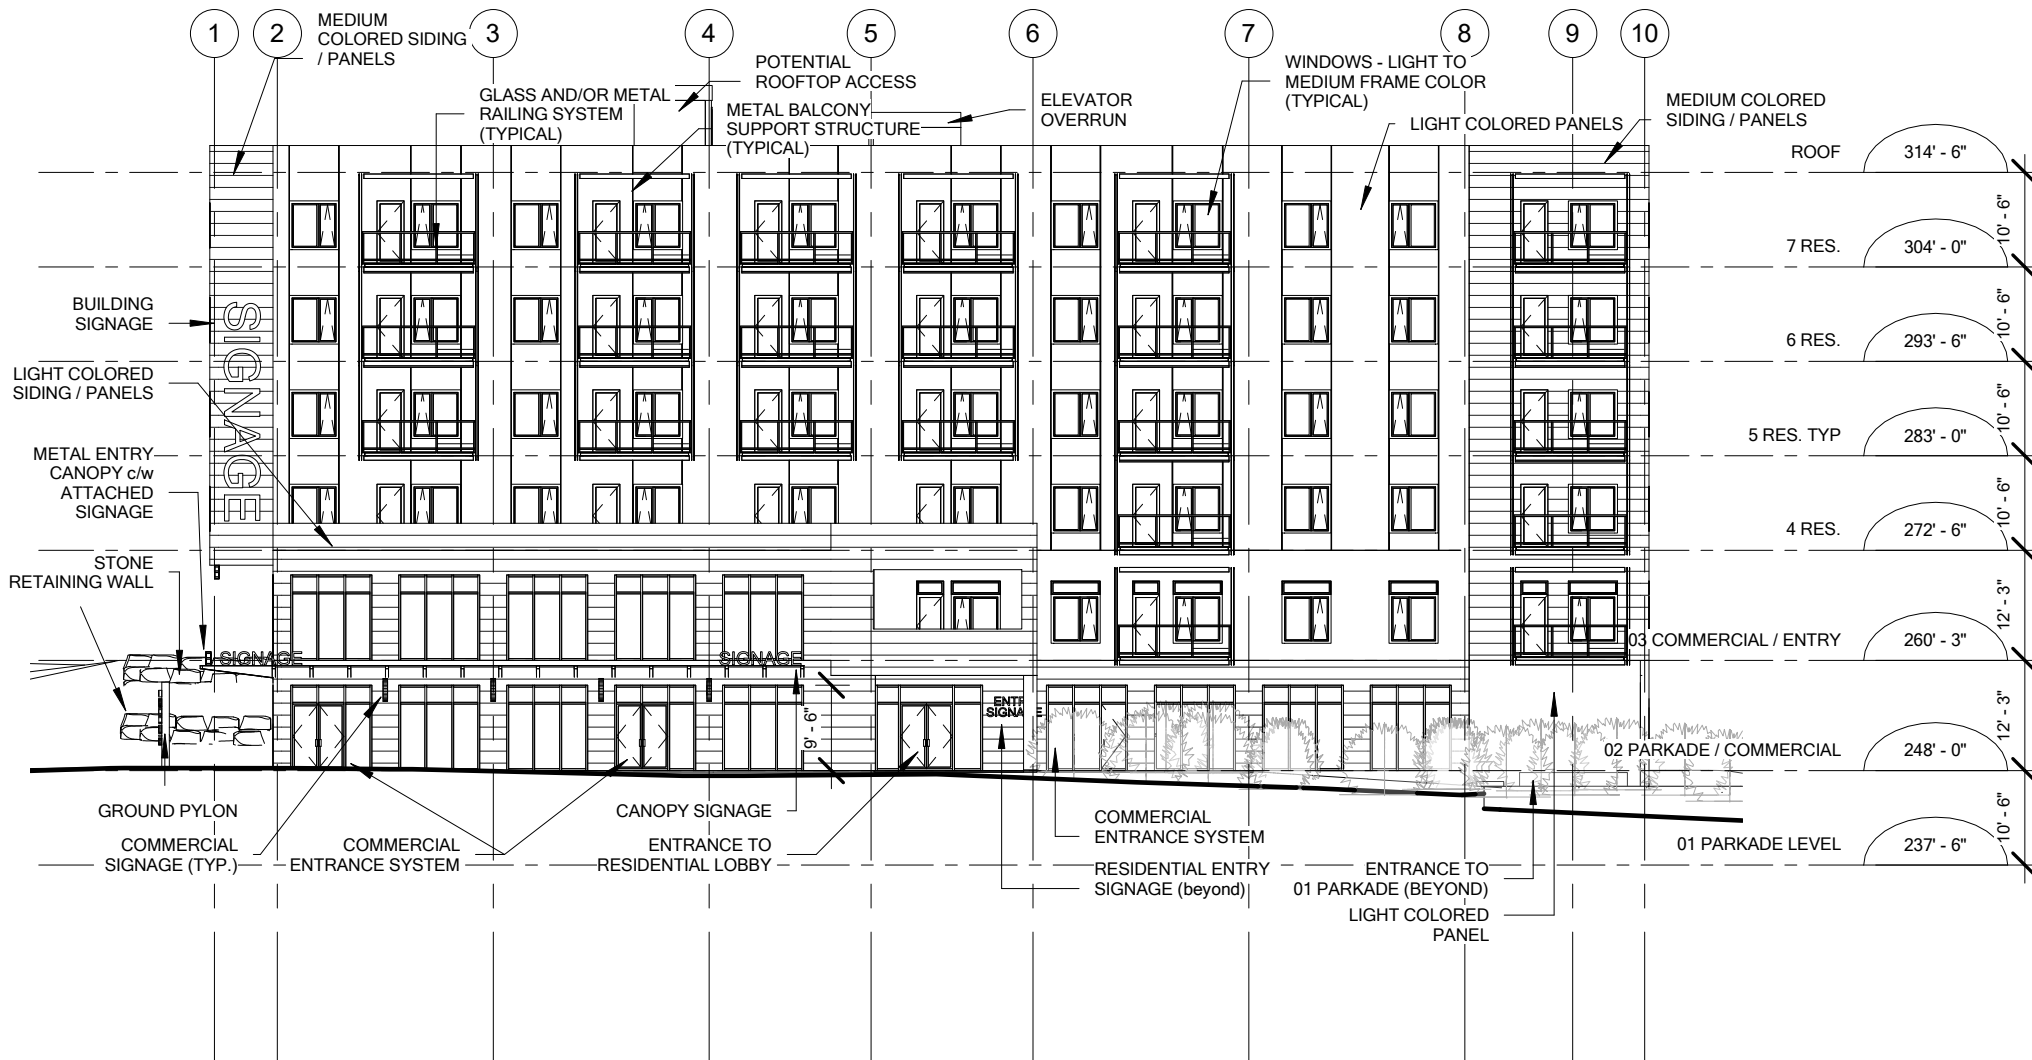 1
2
3
4
5
6
7
8
9
10
MEDIUM
COLORED SIDING
/ PANELS
GLASS AND/OR METAL
RAILING SYSTEM
(TYPICAL)
POTENTIAL
ROOFTOP ACCESS
METAL BALCONY
SUPPORT STRUCTURE
(TYPICAL)
ELEVATOR
OVERRUN
WINDOWS - LIGHT TO
MEDIUM FRAME COLOR
(TYPICAL)
LIGHT COLORED PANELS
MEDIUM COLORED
SIDING / PANELS
ROOF
314' - 6"
10' - 6"
7 RES.
304' - 0"
10' - 6"
6 RES.
293' - 6"
10' - 6"
5 RES. TYP
283' - 0"
10' - 6"
4 RES.
272' - 6"
12' - 3"
03 COMMERCIAL / ENTRY
260' - 3"
12' - 3"
02 PARKADE / COMMERCIAL
248' - 0"
10' - 6"
01 PARKADE LEVEL
237' - 6"
BUILDING
SIGNAGE
SIGNAGE
LIGHT COLORED
SIDING / PANELS
METAL ENTRY
CANOPY c/w
ATTACHED
SIGNAGE
STONE
RETAINING WALL
SIGNAGE
SIGNAGE
9' - 6"
ENTR
SIGNAGE
GROUND PYLON
COMMERCIAL
SIGNAGE (TYP.)
COMMERCIAL
ENTRANCE SYSTEM
CANOPY SIGNAGE
ENTRANCE TO
RESIDENTIAL LOBBY
COMMERCIAL
ENTRANCE SYSTEM
RESIDENTIAL ENTRY
SIGNAGE (beyond)
ENTRANCE TO
01 PARKADE (BEYOND)
LIGHT COLORED
PANEL